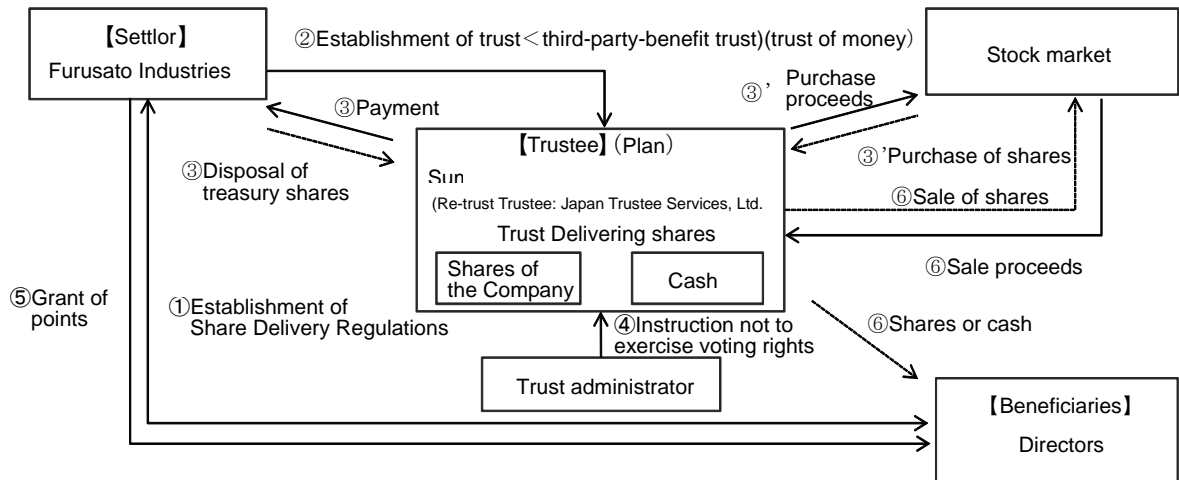 【Settlor】
Furusato Industries
②Establishment of trust<third-party-benefit trust)(trust of money)
Stock market
③' Purchase
proceeds
③Payment
【Trustee】(Plan)
③'Purchase of shares
③Disposal of
treasury shares
Sun
(Re-trust Trustee: Japan Trustee Services, Ltd.
⑥Sale of shares
Trust Delivering shares
Shares of
the Company
Cash
⑥Sale proceeds
⑤Grant of
points
①Establishment of
Share Delivery Regulations
④Instruction not to
exercise voting rights
⑥Shares or cash
Trust administrator
【Beneficiaries】
Directors